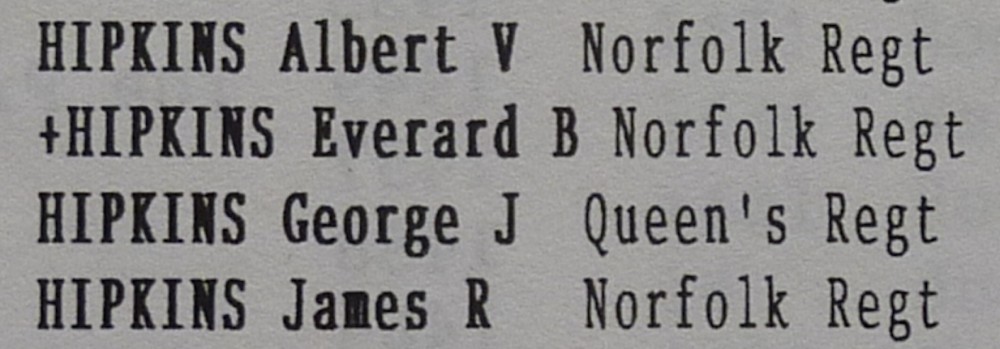 HIPKINS Albert V Norfolk Regt
+HIPKINS Everard B Norfolk Regt
HIPKINS George J Queen's Regt
HIPKINS James R Norfolk Regt